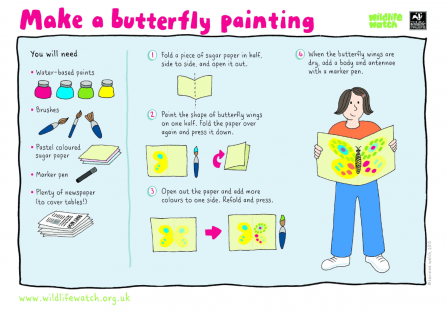 Make a butterfly painting
wildlife
watch
You will need
• Water-based paints
• Brushes
• Pastel coloured
sugar paper
• Marker pen
• Plenty of newspaper
(to cover tables!)
1 Fold a piece of sugar paper in half,
side to side, and open it out.
2 Paint the shape of butterfly wings
on one half. Fold the paper over
again and press it down.
3 Open out the paper and add more
colours to one side. Refold and press.
4 When the butterfly wings are
dry, add a body and antennae
with a marker pen.
www.wildlifewatch.org.uk